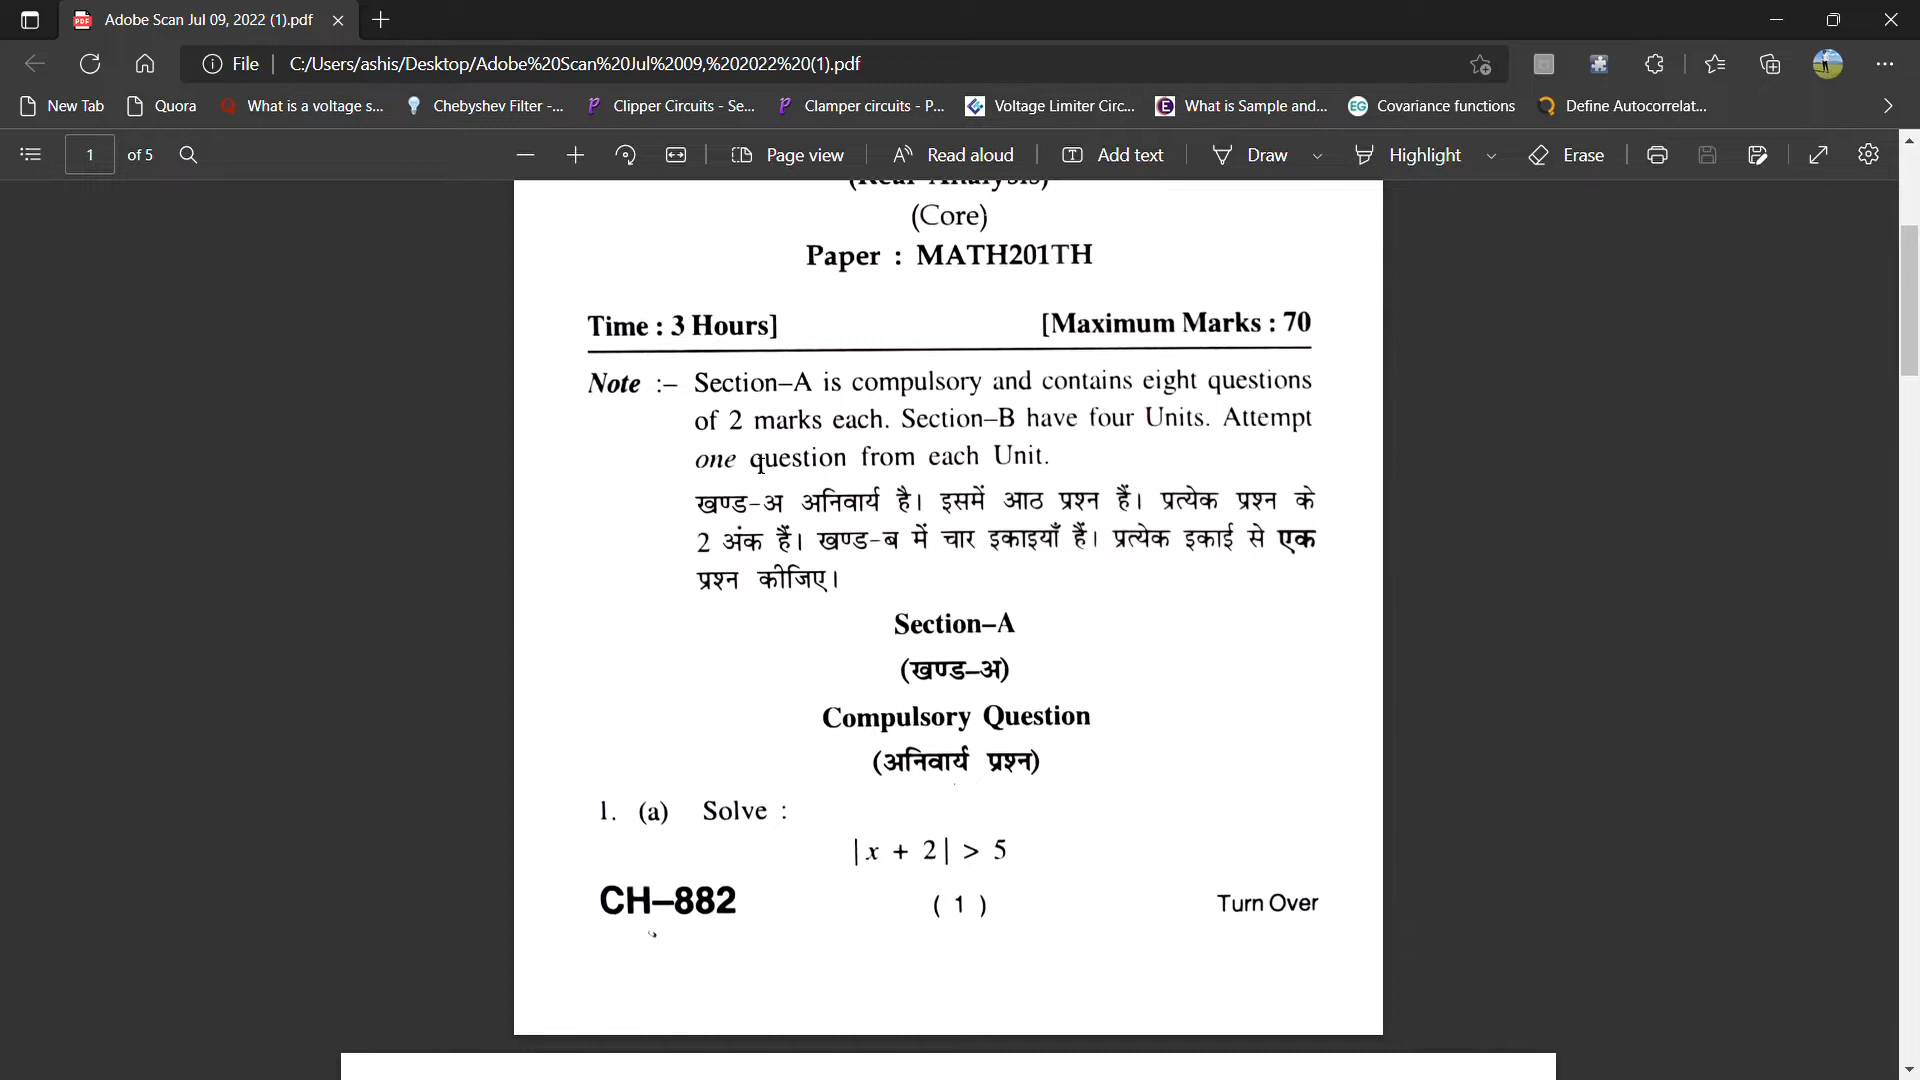 Adobe Scan Jul 09, 2022 (1).pdf
File
C:/Users/ashis/Desktop/Adobe%20Scan%20Jul%2009,%202022%20(1).pdf
New Tab
Quora
What is a voltage s...
Chebyshev Filter -...
Clipper Circuits - Se...
Clamper circuits - P...
Voltage Limiter Circ...
What is Sample and...
Covariance functions
Define Autocorrelat...
1 of 5
Page view
Read aloud
Add text
Draw
Highlight
Erase
(Real Analysis)
(Core)
Paper : MATH201TH
Time : 3 Hours] [Maximum Marks : 70
Note :– Section–A is compulsory and contains eight questions
of 2 marks each. Section–B have four Units. Attempt
one question from each Unit.
खण्ड-अ अनिवार्य है। इसमें आठ प्रश्न हैं। प्रत्येक प्रश्न के
2 अंक हैं। खण्ड-ब में चार इकाइयाँ हैं। प्रत्येक इकाई से एक
प्रश्न कीजिए।
Section–A
(खण्ड–अ)
Compulsory Question
(अनिवार्य प्रश्न)
1. (a) Solve :
|x + 2| > 5
CH–882 ( 1 ) Turn Over